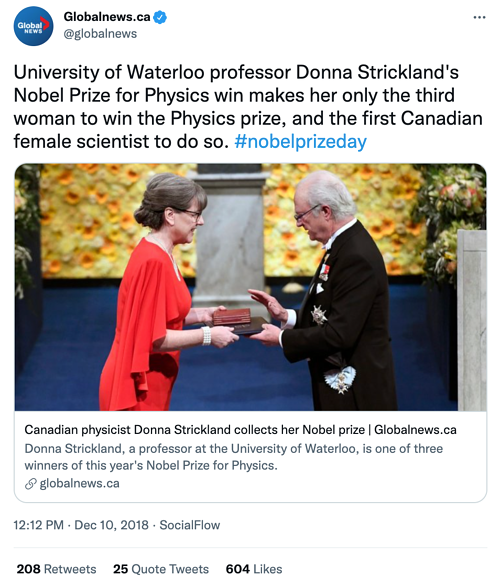 Global
NEWS
Globalnews.ca
@globalnews
University of Waterloo professor Donna Strickland's
Nobel Prize for Physics win makes her only the third
woman to win the Physics prize, and the first Canadian
female scientist to do so. #nobelprizeday
Canadian physicist Donna Strickland collects her Nobel prize | Globalnews.ca
Donna Strickland, a professor at the University of Waterloo, is one of three
winners of this year's Nobel Prize for Physics.
globalnews.ca
12:12 PM · Dec 10, 2018 · SocialFlow
208 Retweets 25 Quote Tweets 604 Likes